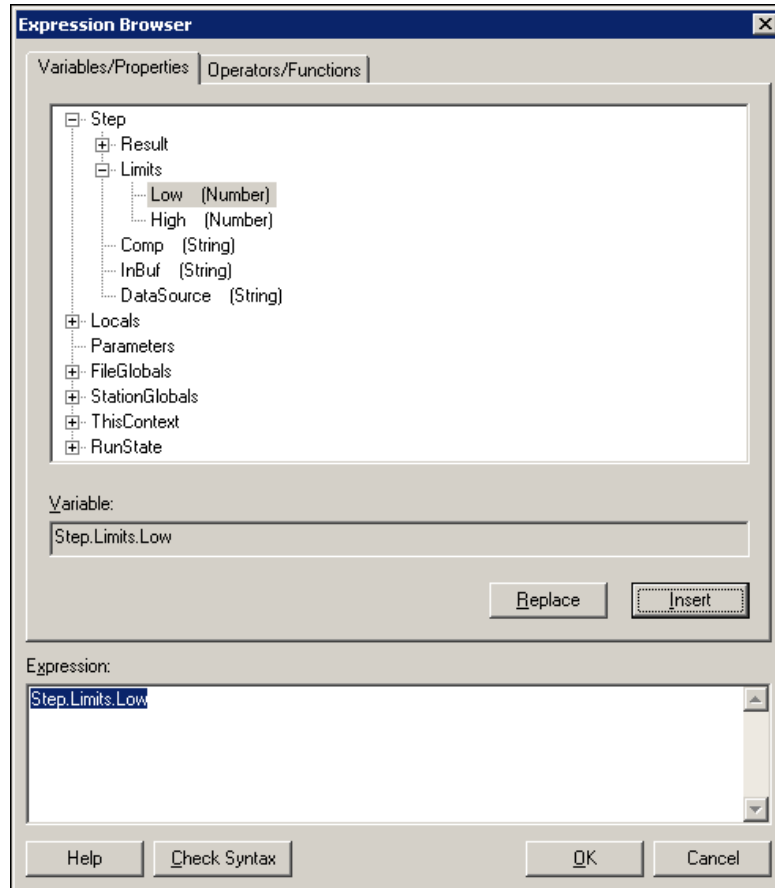 Expression Browser
Variables/Properties Operators/Functions
Step
Result
Limits
Low (Number)
High (Number)
Comp (String)
InBuf (String)
DataSource (String)
Locals
Parameters
FileGlobals
StationGlobals
ThisContext
RunState
Variable:
Step.Limits.Low
Replace Insert
Expression:
Step.Limits.Low
Help Check Syntax OK Cancel